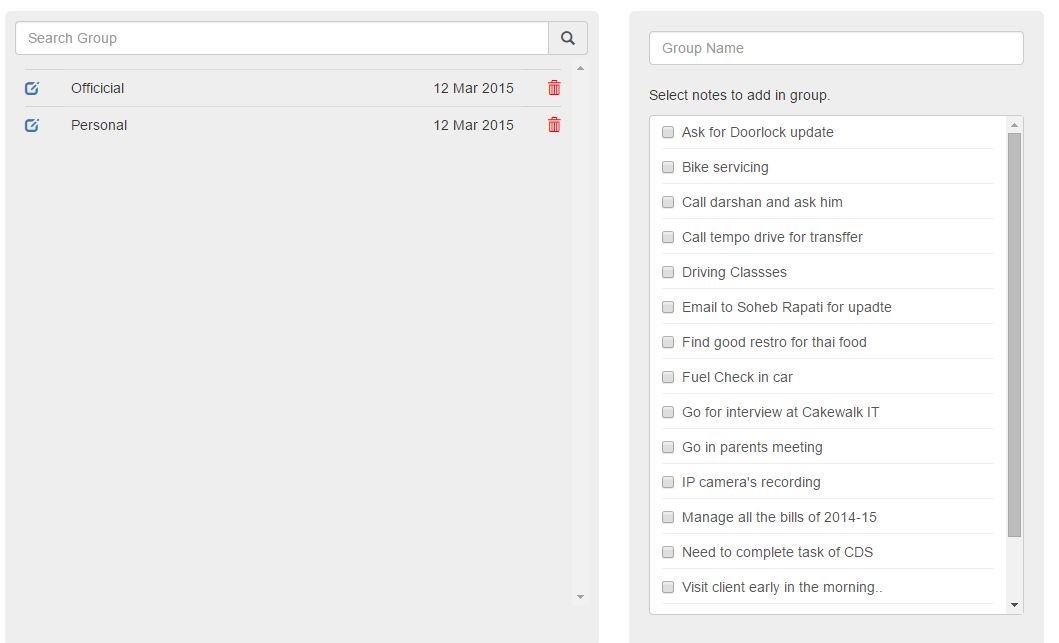 Search Group
Officicial 12 Mar 2015
Personal 12 Mar 2015
Group Name
Select notes to add in group.
Ask for Doorlock update
Bike servicing
Call darshan and ask him
Call tempo drive for transffer
Driving Classses
Email to Soheb Rapati for upadte
Find good restro for thai food
Fuel Check in car
Go for interview at Cakewalk IT
Go in parents meeting
IP camera's recording
Manage all the bills of 2014-15
Need to complete task of CDS
Visit client early in the morning..